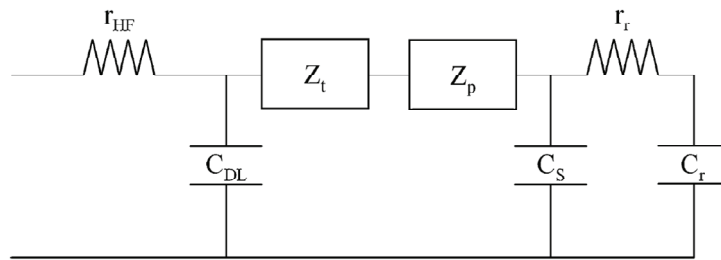 r_HF
r_r
Z_t
Z_p
C_DL
C_S
C_r